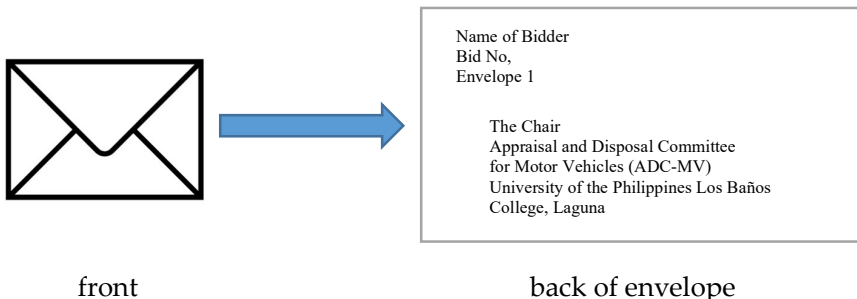 Name of Bidder
Bid No,
Envelope 1
The Chair
Appraisal and Disposal Committee
for Motor Vehicles (ADC-MV)
University of the Philippines Los Baños
College, Laguna
front
back of envelope